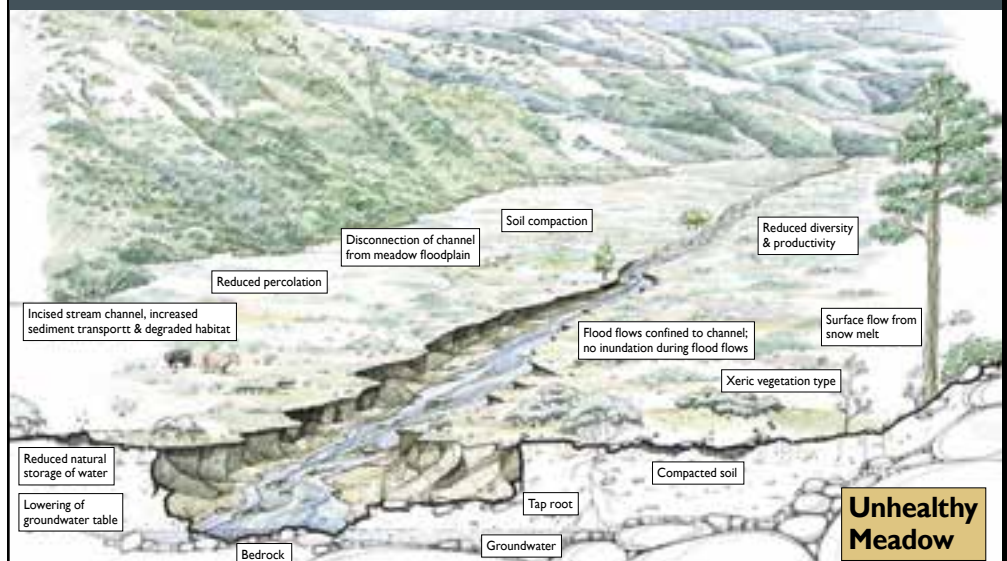 Soil compaction
Reduced diversity
& productivity
Disconnection of channel
from meadow floodplain
Reduced percolation
Incised stream channel, increased
sediment transportt & degraded habitat
Flood flows confined to channel;
no inundation during flood flows
Surface flow from
snow melt
Xeric vegetation type
Reduced natural
storage of water
Compacted soil
Lowering of
groundwater table
Tap root
Unhealthy
Meadow
Groundwater
Bedrock